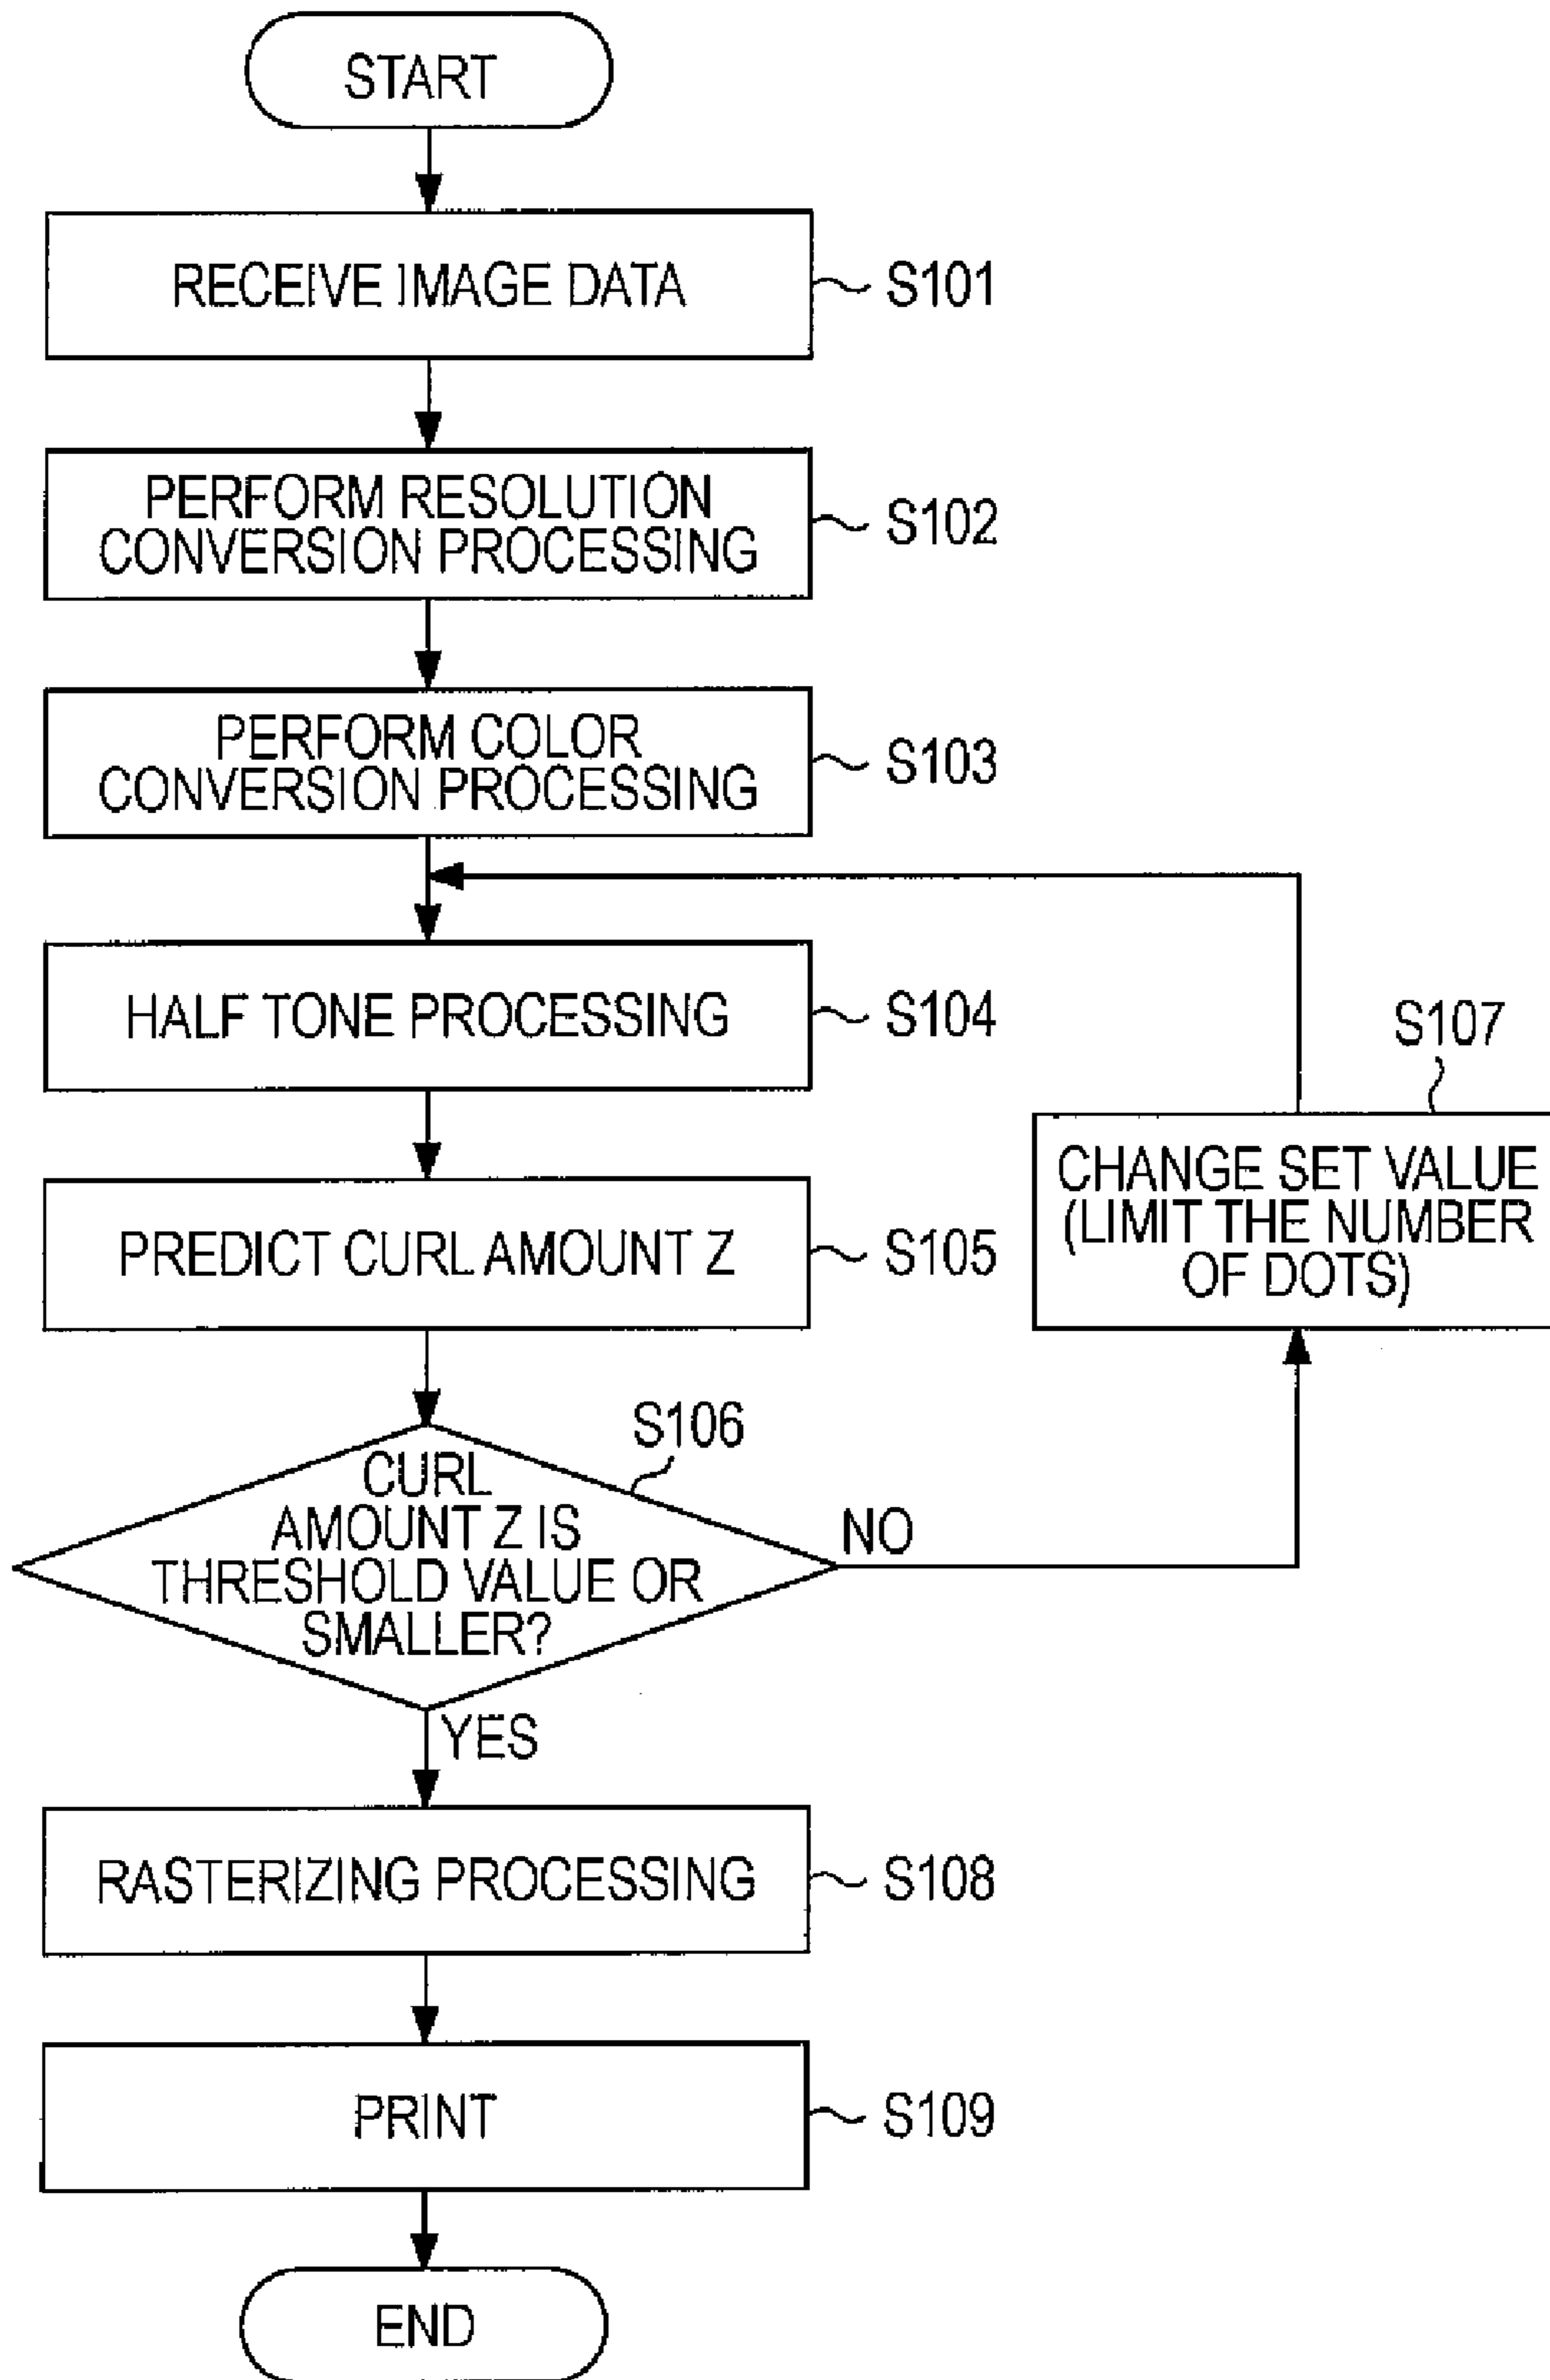 START
RECEIVE IMAGE DATA
S101
PERFORM RESOLUTION
CONVERSION PROCESSING
S102
PERFORM COLOR
CONVERSION PROCESSING
S103
HALF TONE PROCESSING
S104
S107
CHANGE SET VALUE
(LIMIT THE NUMBER
OF DOTS)
PREDICT CURL AMOUNT Z
S105
S106
CURL
AMOUNT Z IS
THRESHOLD VALUE OR
SMALLER?
NO
YES
RASTERIZING PROCESSING
S108
PRINT
S109
END